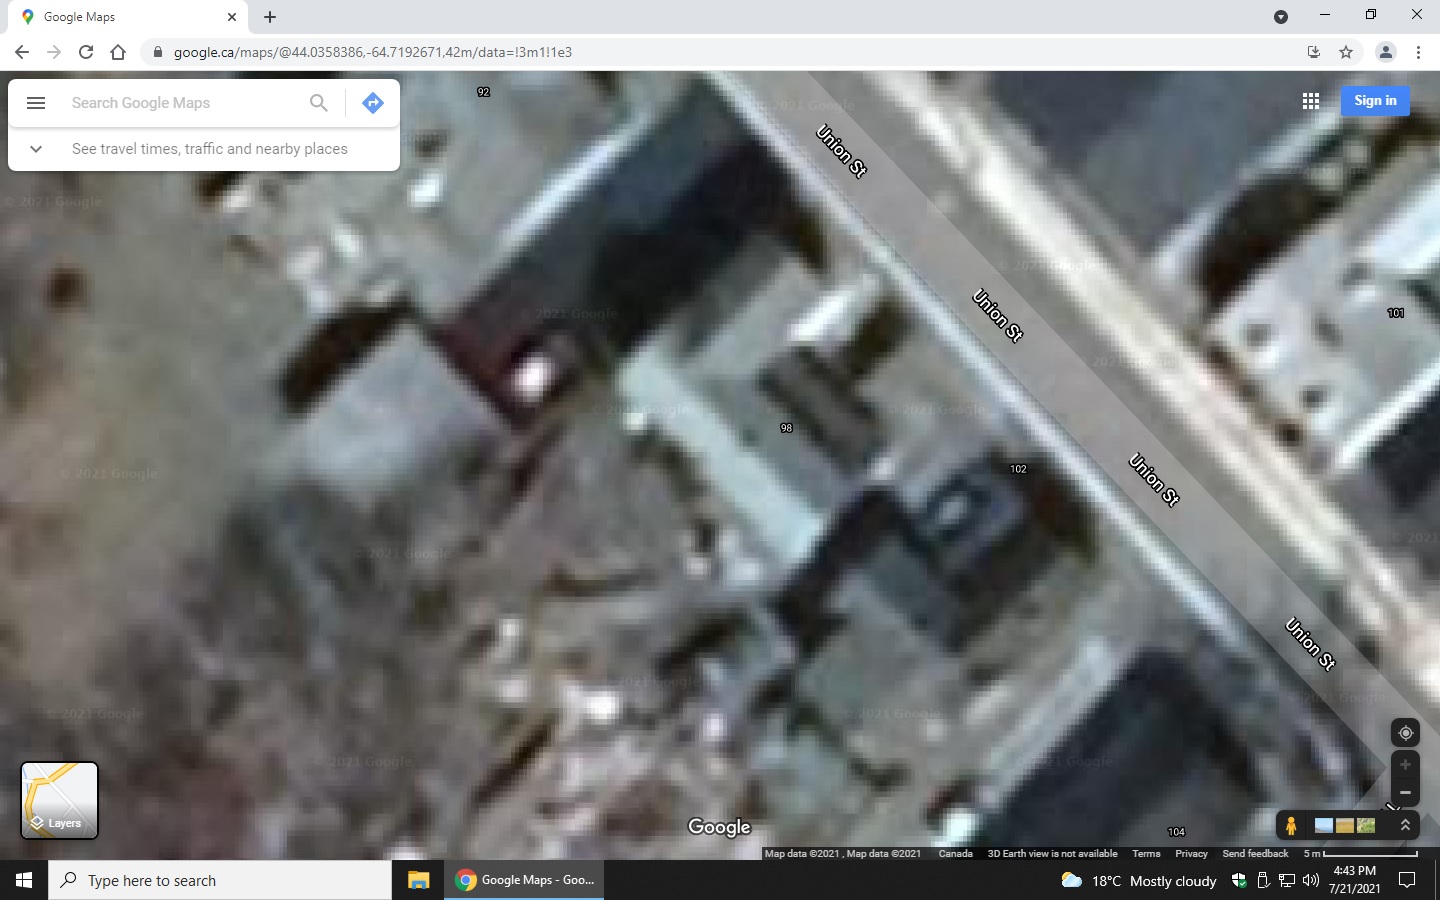 Google Maps
google.ca/maps/@44.0358386,-64.7192671,42m/data=!3m1!1e3
Search Google Maps
See travel times, traffic and nearby places
Sign in
92
© 2021 Google
Union St
© 2021 Google
© 2021 Google
Union St
101
© 2021 Google
© 2021 Google
© 2021 Google
98
102
© 2021 Google
Union St
© 2021 Google
Union St
© 2021 Google
© 2021 Google
© 2021 Google
Layers
Google
104
Map data ©2021 , Map data ©2021 Canada 3D Earth view is not available Terms Privacy Send feedback 5 m
Type here to search
Google Maps - Goo...
18°C Mostly cloudy
4:43 PM
7/21/2021